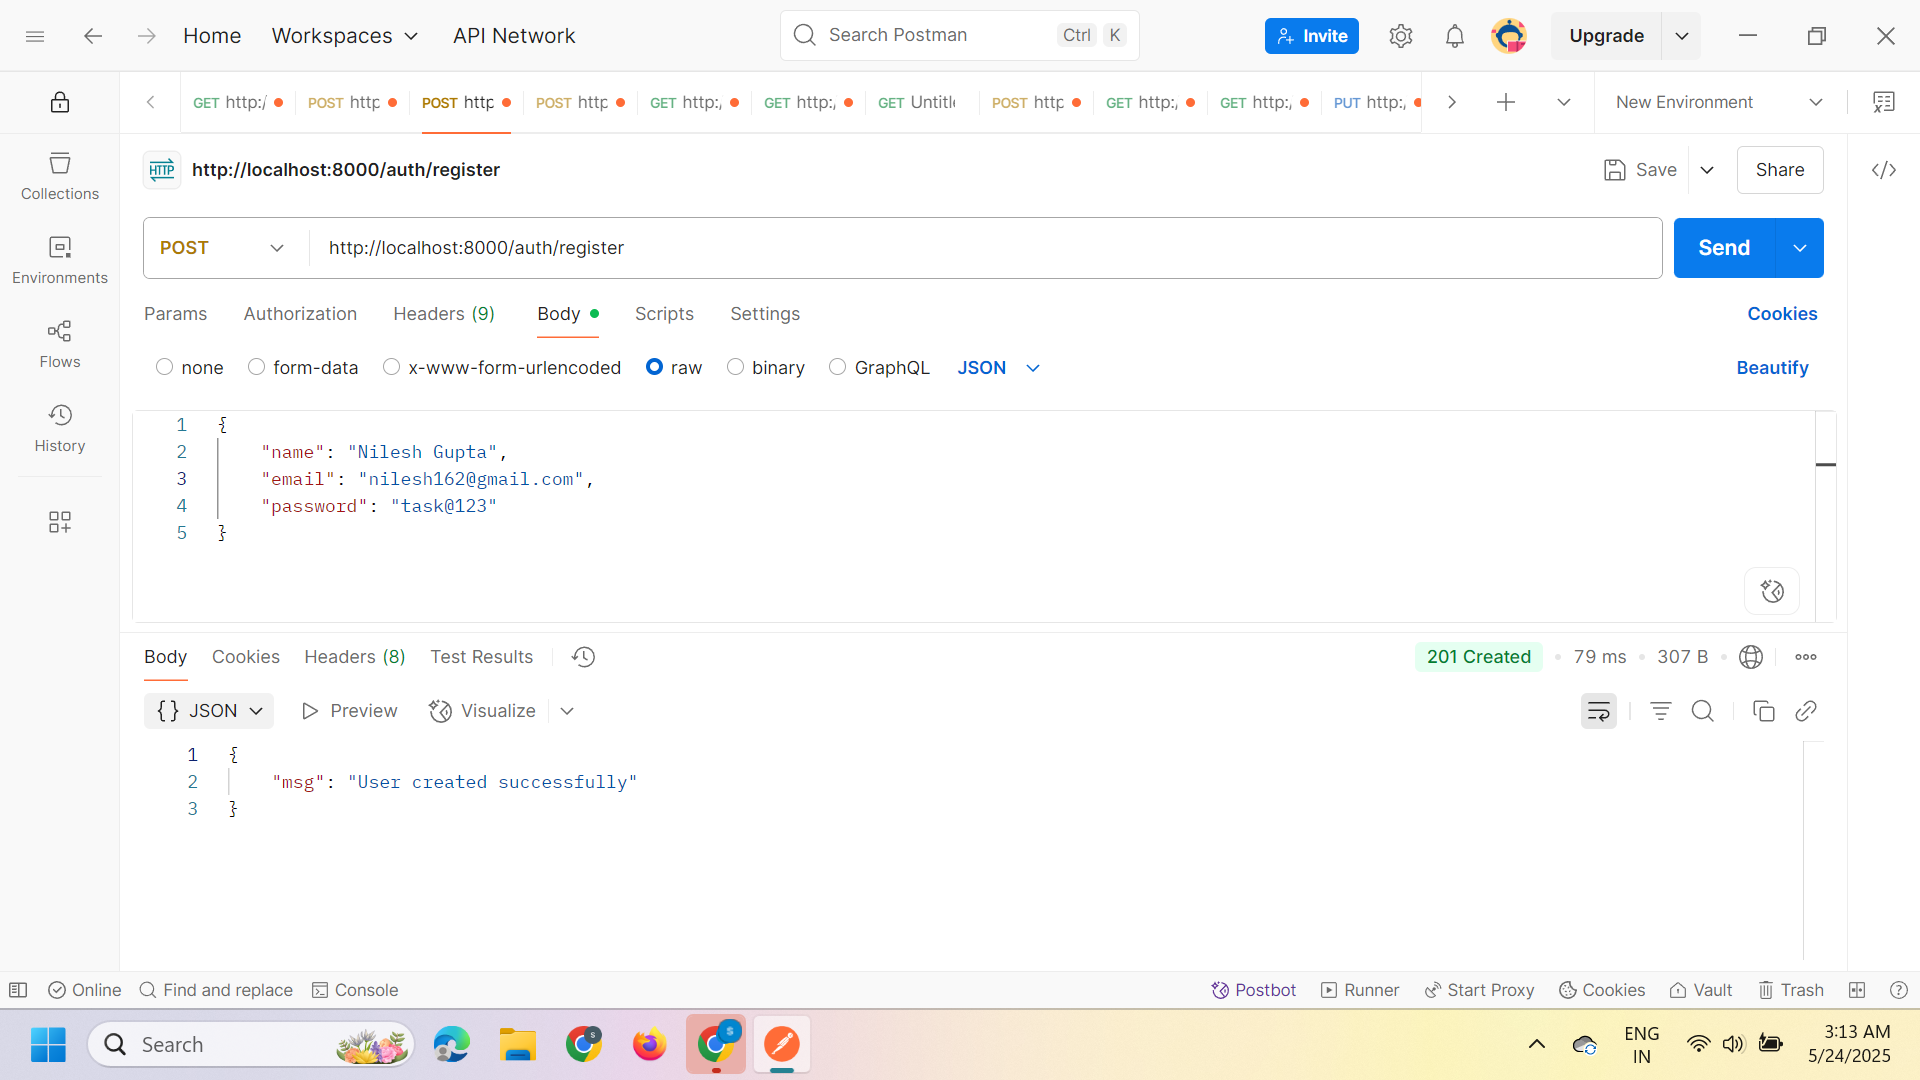 Home Workspaces API Network Search Postman Ctrl K Invite Upgrade
GET http:/ POST http POST http POST http GET http:/ GET http:/ GET Untitle POST http GET http:/ GET http:/ PUT http:/ New Environment
HTTP http://localhost:8000/auth/register Save Share
Collections
POST http://localhost:8000/auth/register Send
Environments
Params Authorization Headers (9) Body Scripts Settings Cookies
Flows
none form-data x-www-form-urlencoded raw binary GraphQL JSON Beautify
History
1 {
2 "name": "Nilesh Gupta",
3 "email": "nilesh162@gmail.com",
4 "password": "task@123"
5 }
Body Cookies Headers (8) Test Results 201 Created 79 ms 307 B
{} JSON Preview Visualize
1 {
2 "msg": "User created successfully"
3 }
Online Find and replace Console Postbot Runner Start Proxy Cookies Vault Trash
Search ENG IN 3:13 AM
5/24/2025